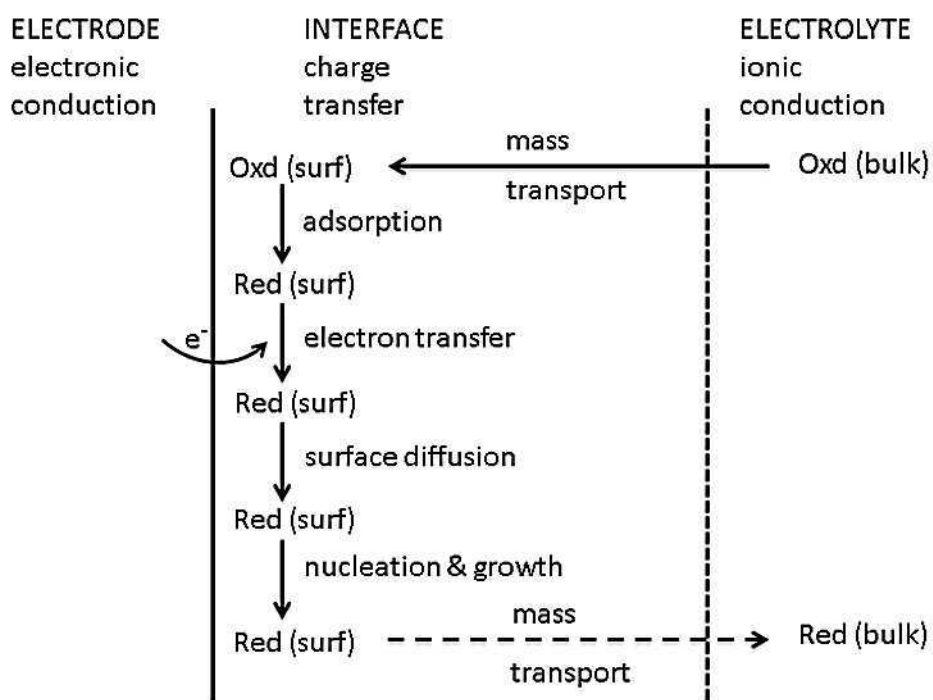 ELECTRODE
electronic
conduction
INTERFACE
charge
transfer
ELECTROLYTE
ionic
conduction
mass
Oxd (surf)
Oxd (bulk)
transport
adsorption
Red (surf)
e-
electron transfer
Red (surf)
surface diffusion
Red (surf)
nucleation & growth
mass
Red (surf)
Red (bulk)
transport